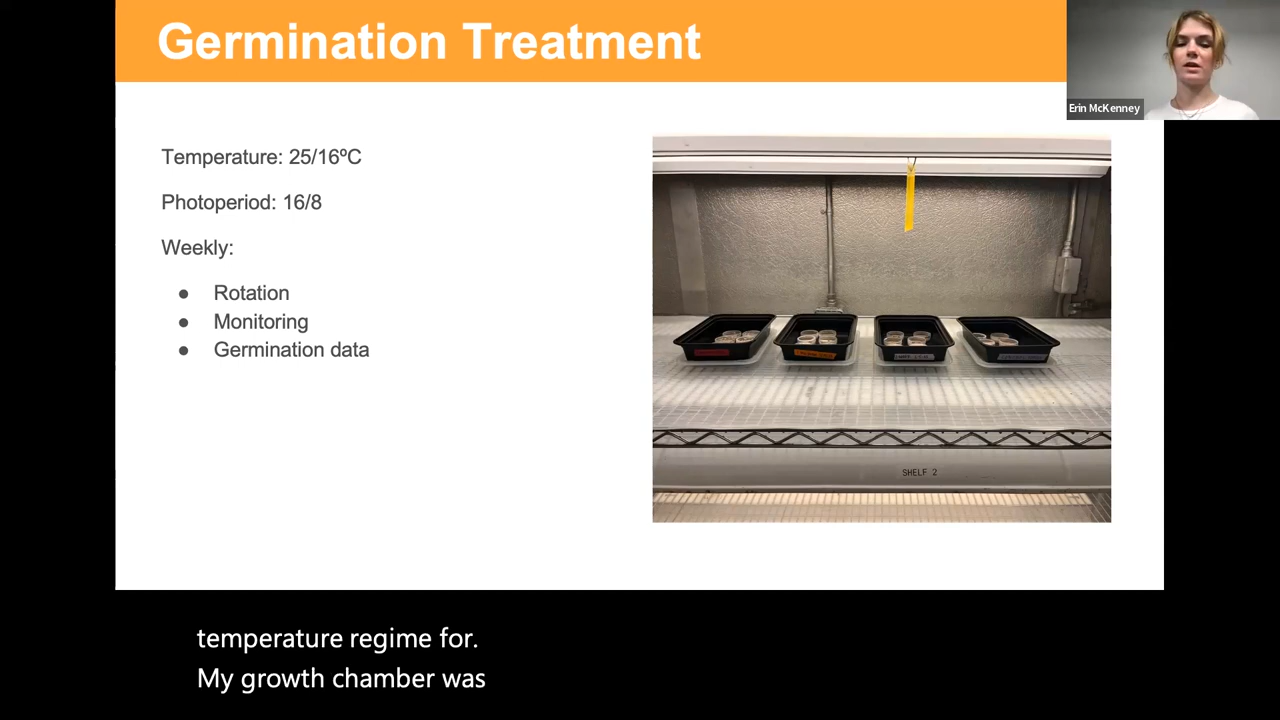 Germination Treatment
Erin McKenney
Temperature: 25/16ºC
Photoperiod: 16/8
Weekly:
● Rotation
● Monitoring
● Germination data
SHELF 2
temperature regime for.
My growth chamber was